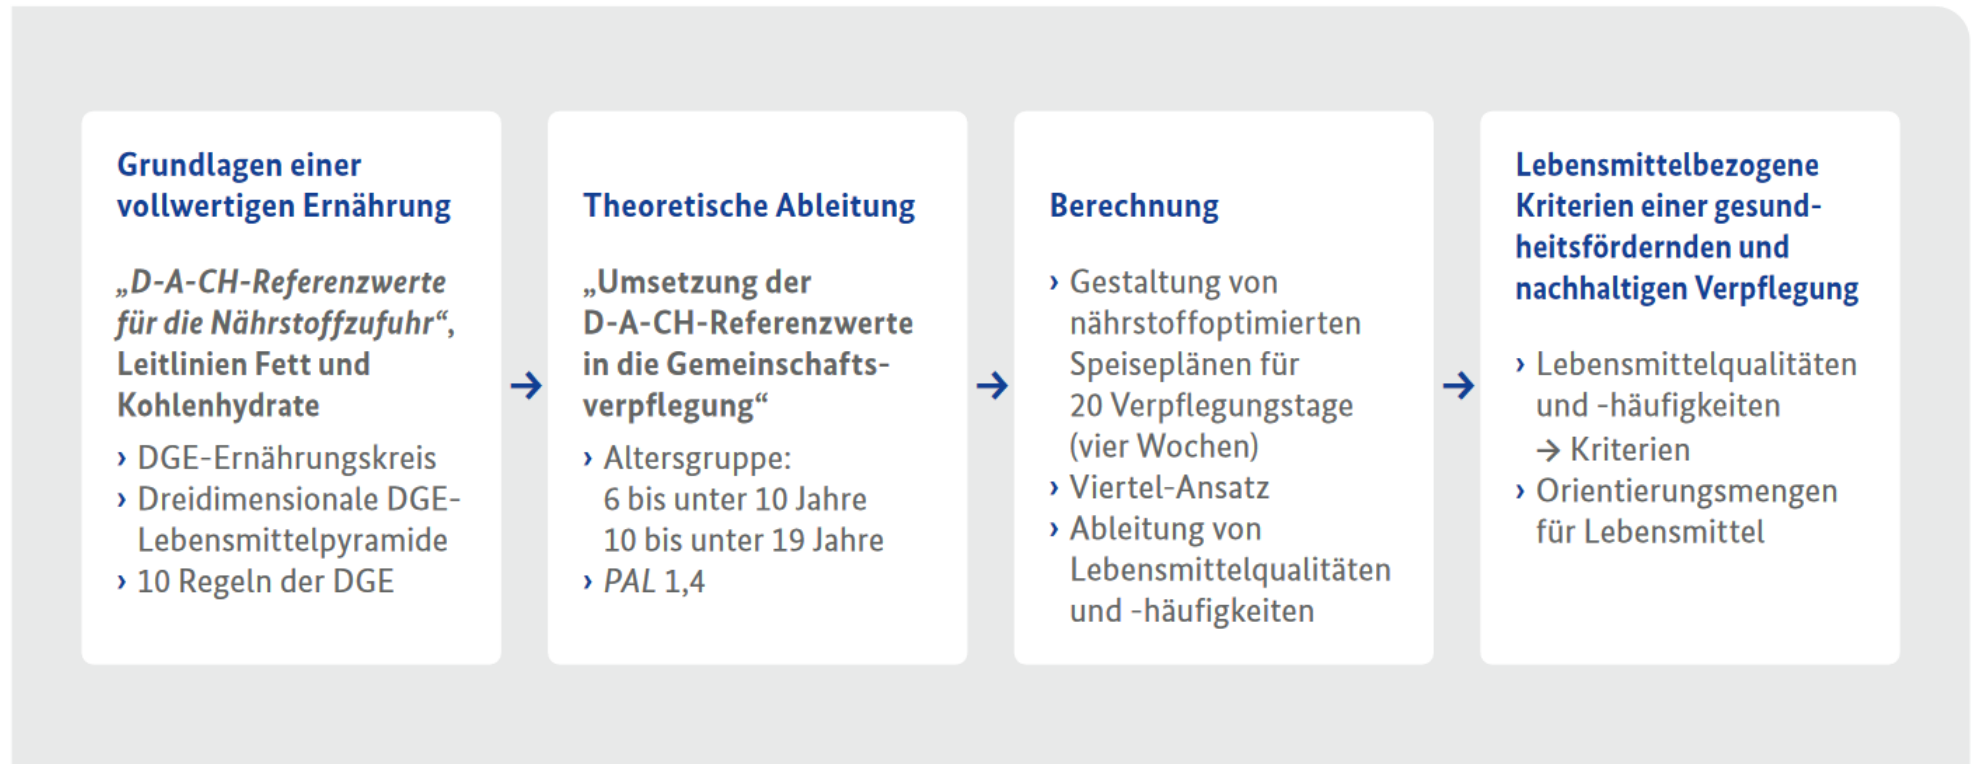 Grundlagen einer
vollwertigen Ernährung
„D-A-CH-Referenzwerte
für die Nährstoffzufuhr“,
Leitlinien Fett und
Kohlenhydrate
› DGE-Ernährungskreis
› Dreidimensionale DGE-
Lebensmittelpyramide
› 10 Regeln der DGE
→
Theoretische Ableitung
„Umsetzung der
D-A-CH-Referenzwerte
in die Gemeinschafts-
verpflegung“
› Altersgruppe:
6 bis unter 10 Jahre
10 bis unter 19 Jahre
› PAL 1,4
→
Berechnung
› Gestaltung von
nährstoffoptimierten
Speiseplänen für
20 Verpflegungstage
(vier Wochen)
› Viertel-Ansatz
› Ableitung von
Lebensmittelqualitäten
und -häufigkeiten
→
Lebensmittelbezogene
Kriterien einer gesund-
heitsfördernden und
nachhaltigen Verpflegung
› Lebensmittelqualitäten
und -häufigkeiten
→ Kriterien
› Orientierungsmengen
für Lebensmittel